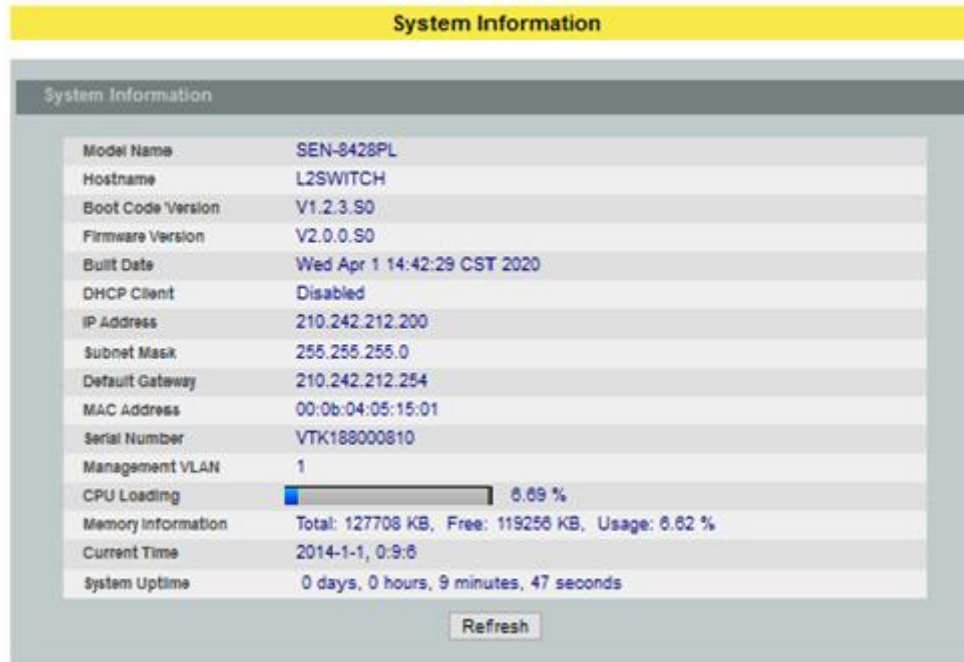 System Information
System Information
Model Name SEN-8428PL
Hostname L2SWITCH
Boot Code Version V1.2.3.S0
Firmware Version V2.0.0.S0
Built Date Wed Apr 1 14:42:29 CST 2020
DHCP Client Disabled
IP Address 210.242.212.200
Subnet Mask 255.255.255.0
Default Gateway 210.242.212.254
MAC Address 00:0b:04:05:15:01
Serial Number VTK188000810
Management VLAN 1
CPU Loading 6.69 %
Memory Information Total: 127708 KB, Free: 119256 KB, Usage: 6.62 %
Current Time 2014-1-1, 0:9:6
System Uptime 0 days, 0 hours, 9 minutes, 47 seconds
Refresh